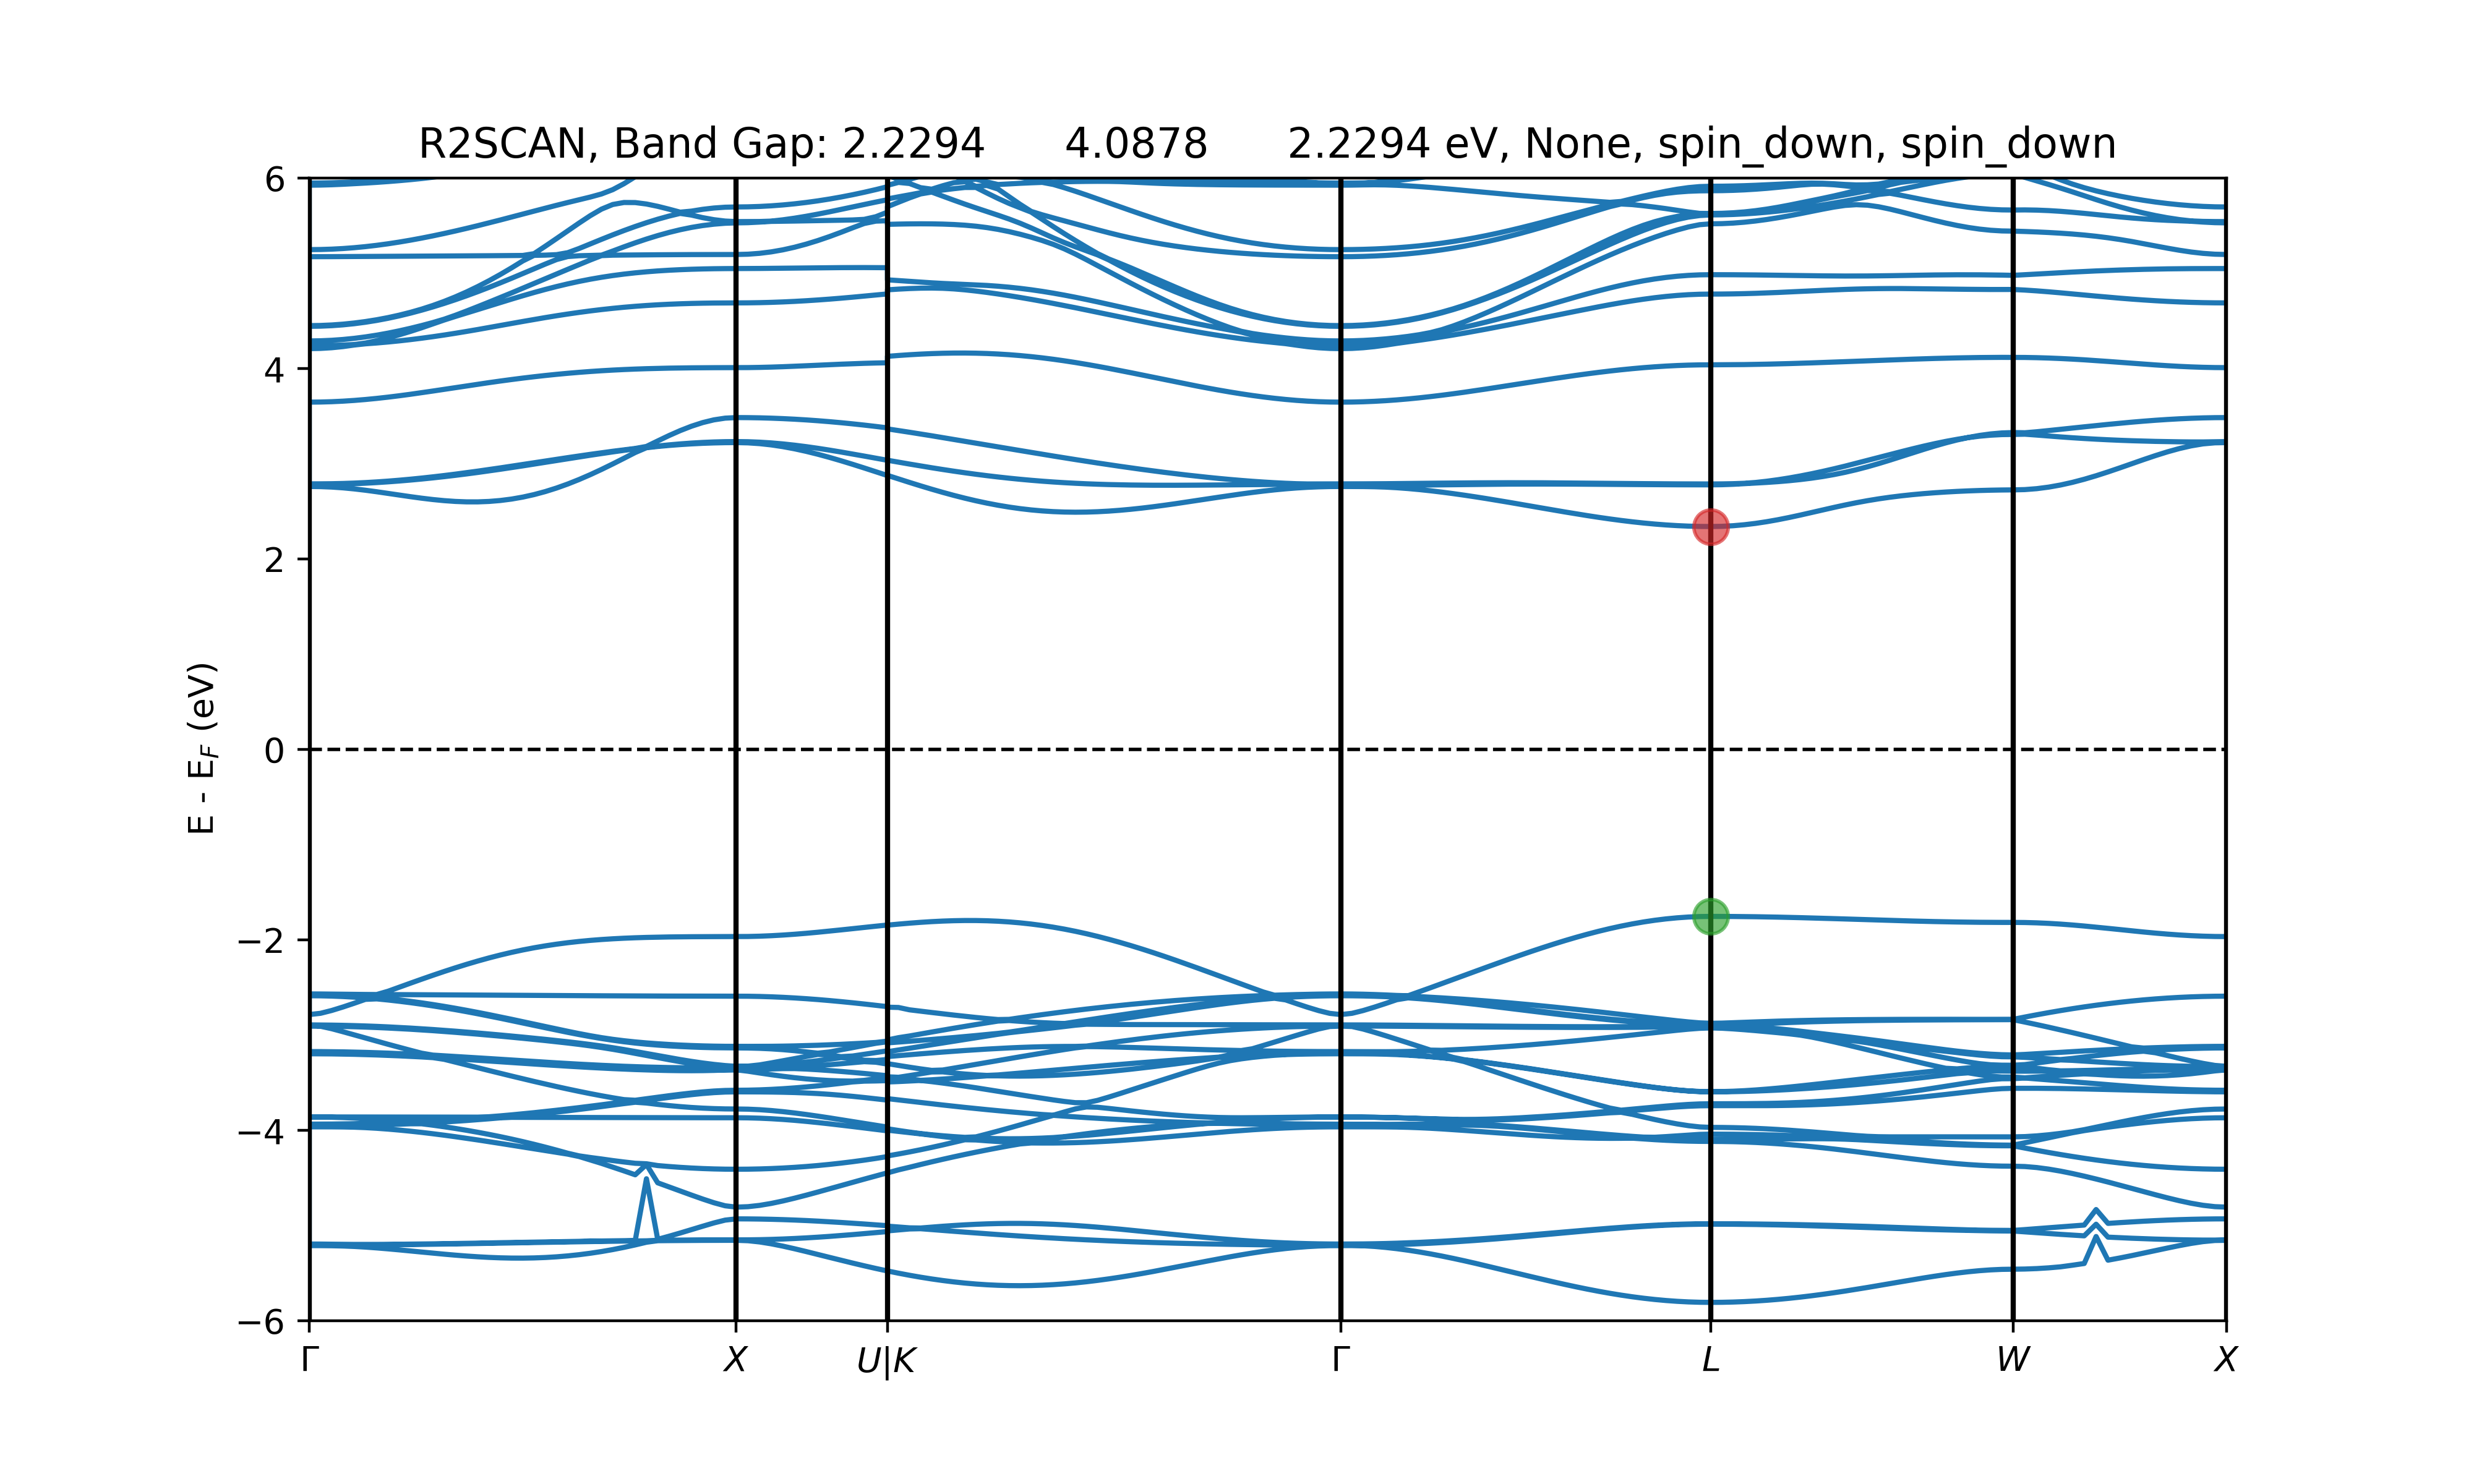 R2SCAN, Band Gap: 2.2294 4.0878 2.2294 eV, None, spin_down, spin_down
6
4
2
0
−2
−4
−6
E - E_F (eV)
Γ X U|K Γ L W X